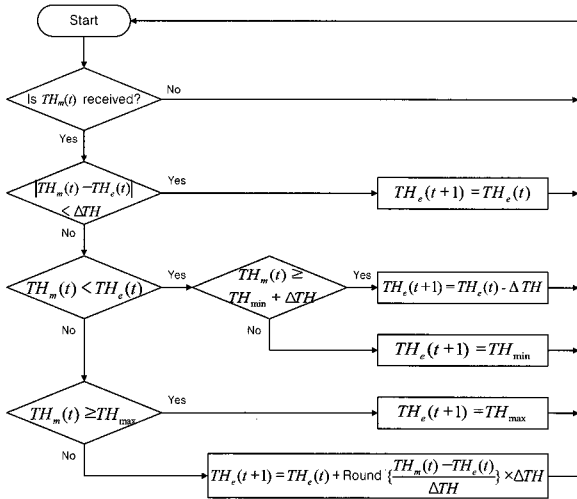 Start
Is TH_m(t) received?
No
Yes
|TH_m(t) − TH_e(t)|
< ΔTH
Yes
TH_e(t+1) = TH_e(t)
No
TH_m(t) < TH_e(t)
Yes
TH_m(t) ≥
TH_min + ΔTH
Yes
TH_e(t+1) = TH_e(t) - ΔTH
No
No
TH_e(t+1) = TH_min
TH_m(t) ≥ TH_max
Yes
TH_e(t+1) = TH_max
No
TH_e(t+1) = TH_e(t) + Round {(TH_m(t) − TH_e(t))/ΔTH} × ΔTH